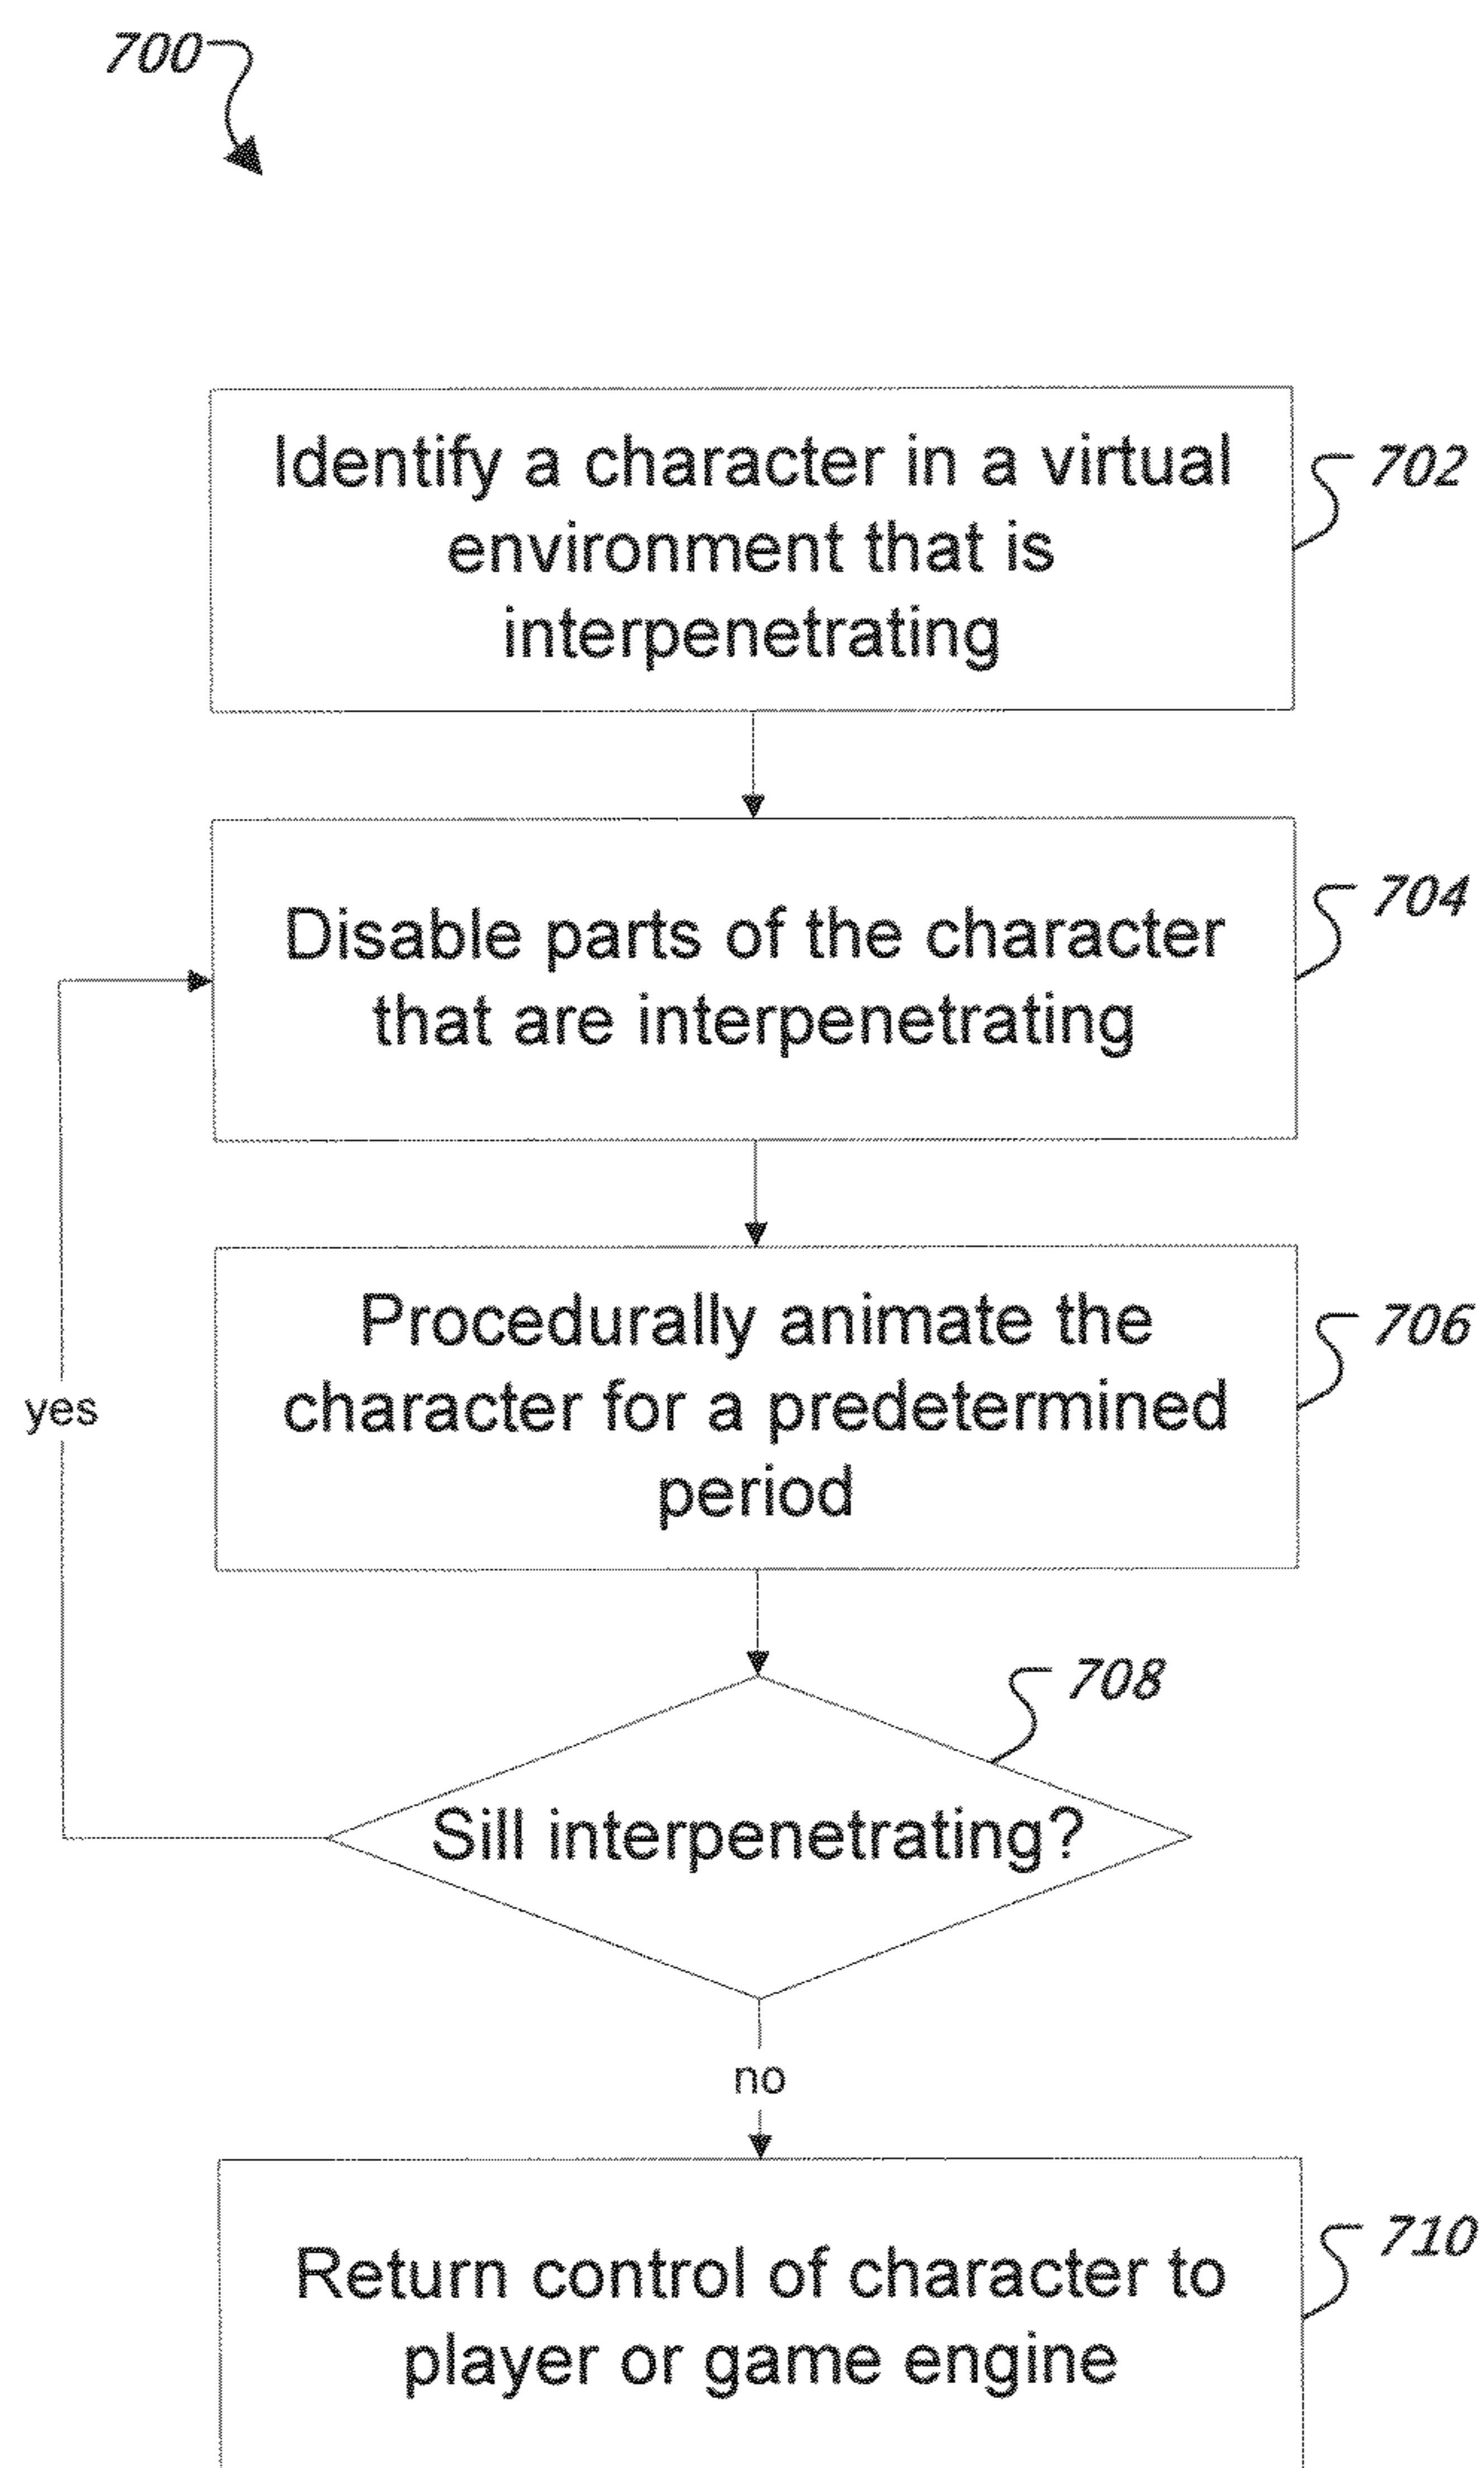 700
Identify a character in a virtual
environment that is
interpenetrating
702
Disable parts of the character
that are interpenetrating
704
Procedurally animate the
character for a predetermined
period
706
yes
708
Sill interpenetrating?
no
Return control of character to
player or game engine
710